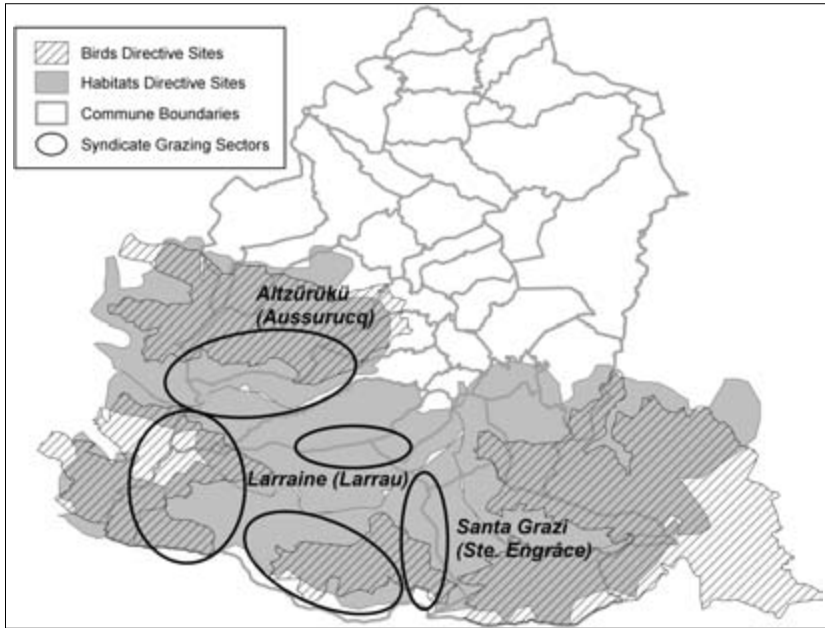 Birds Directive Sites
Habitats Directive Sites
Commune Boundaries
Syndicate Grazing Sectors
Altzürükü
(Aussurucq)
Larraine (Larrau)
Santa Grazi
(Ste. Engrâce)